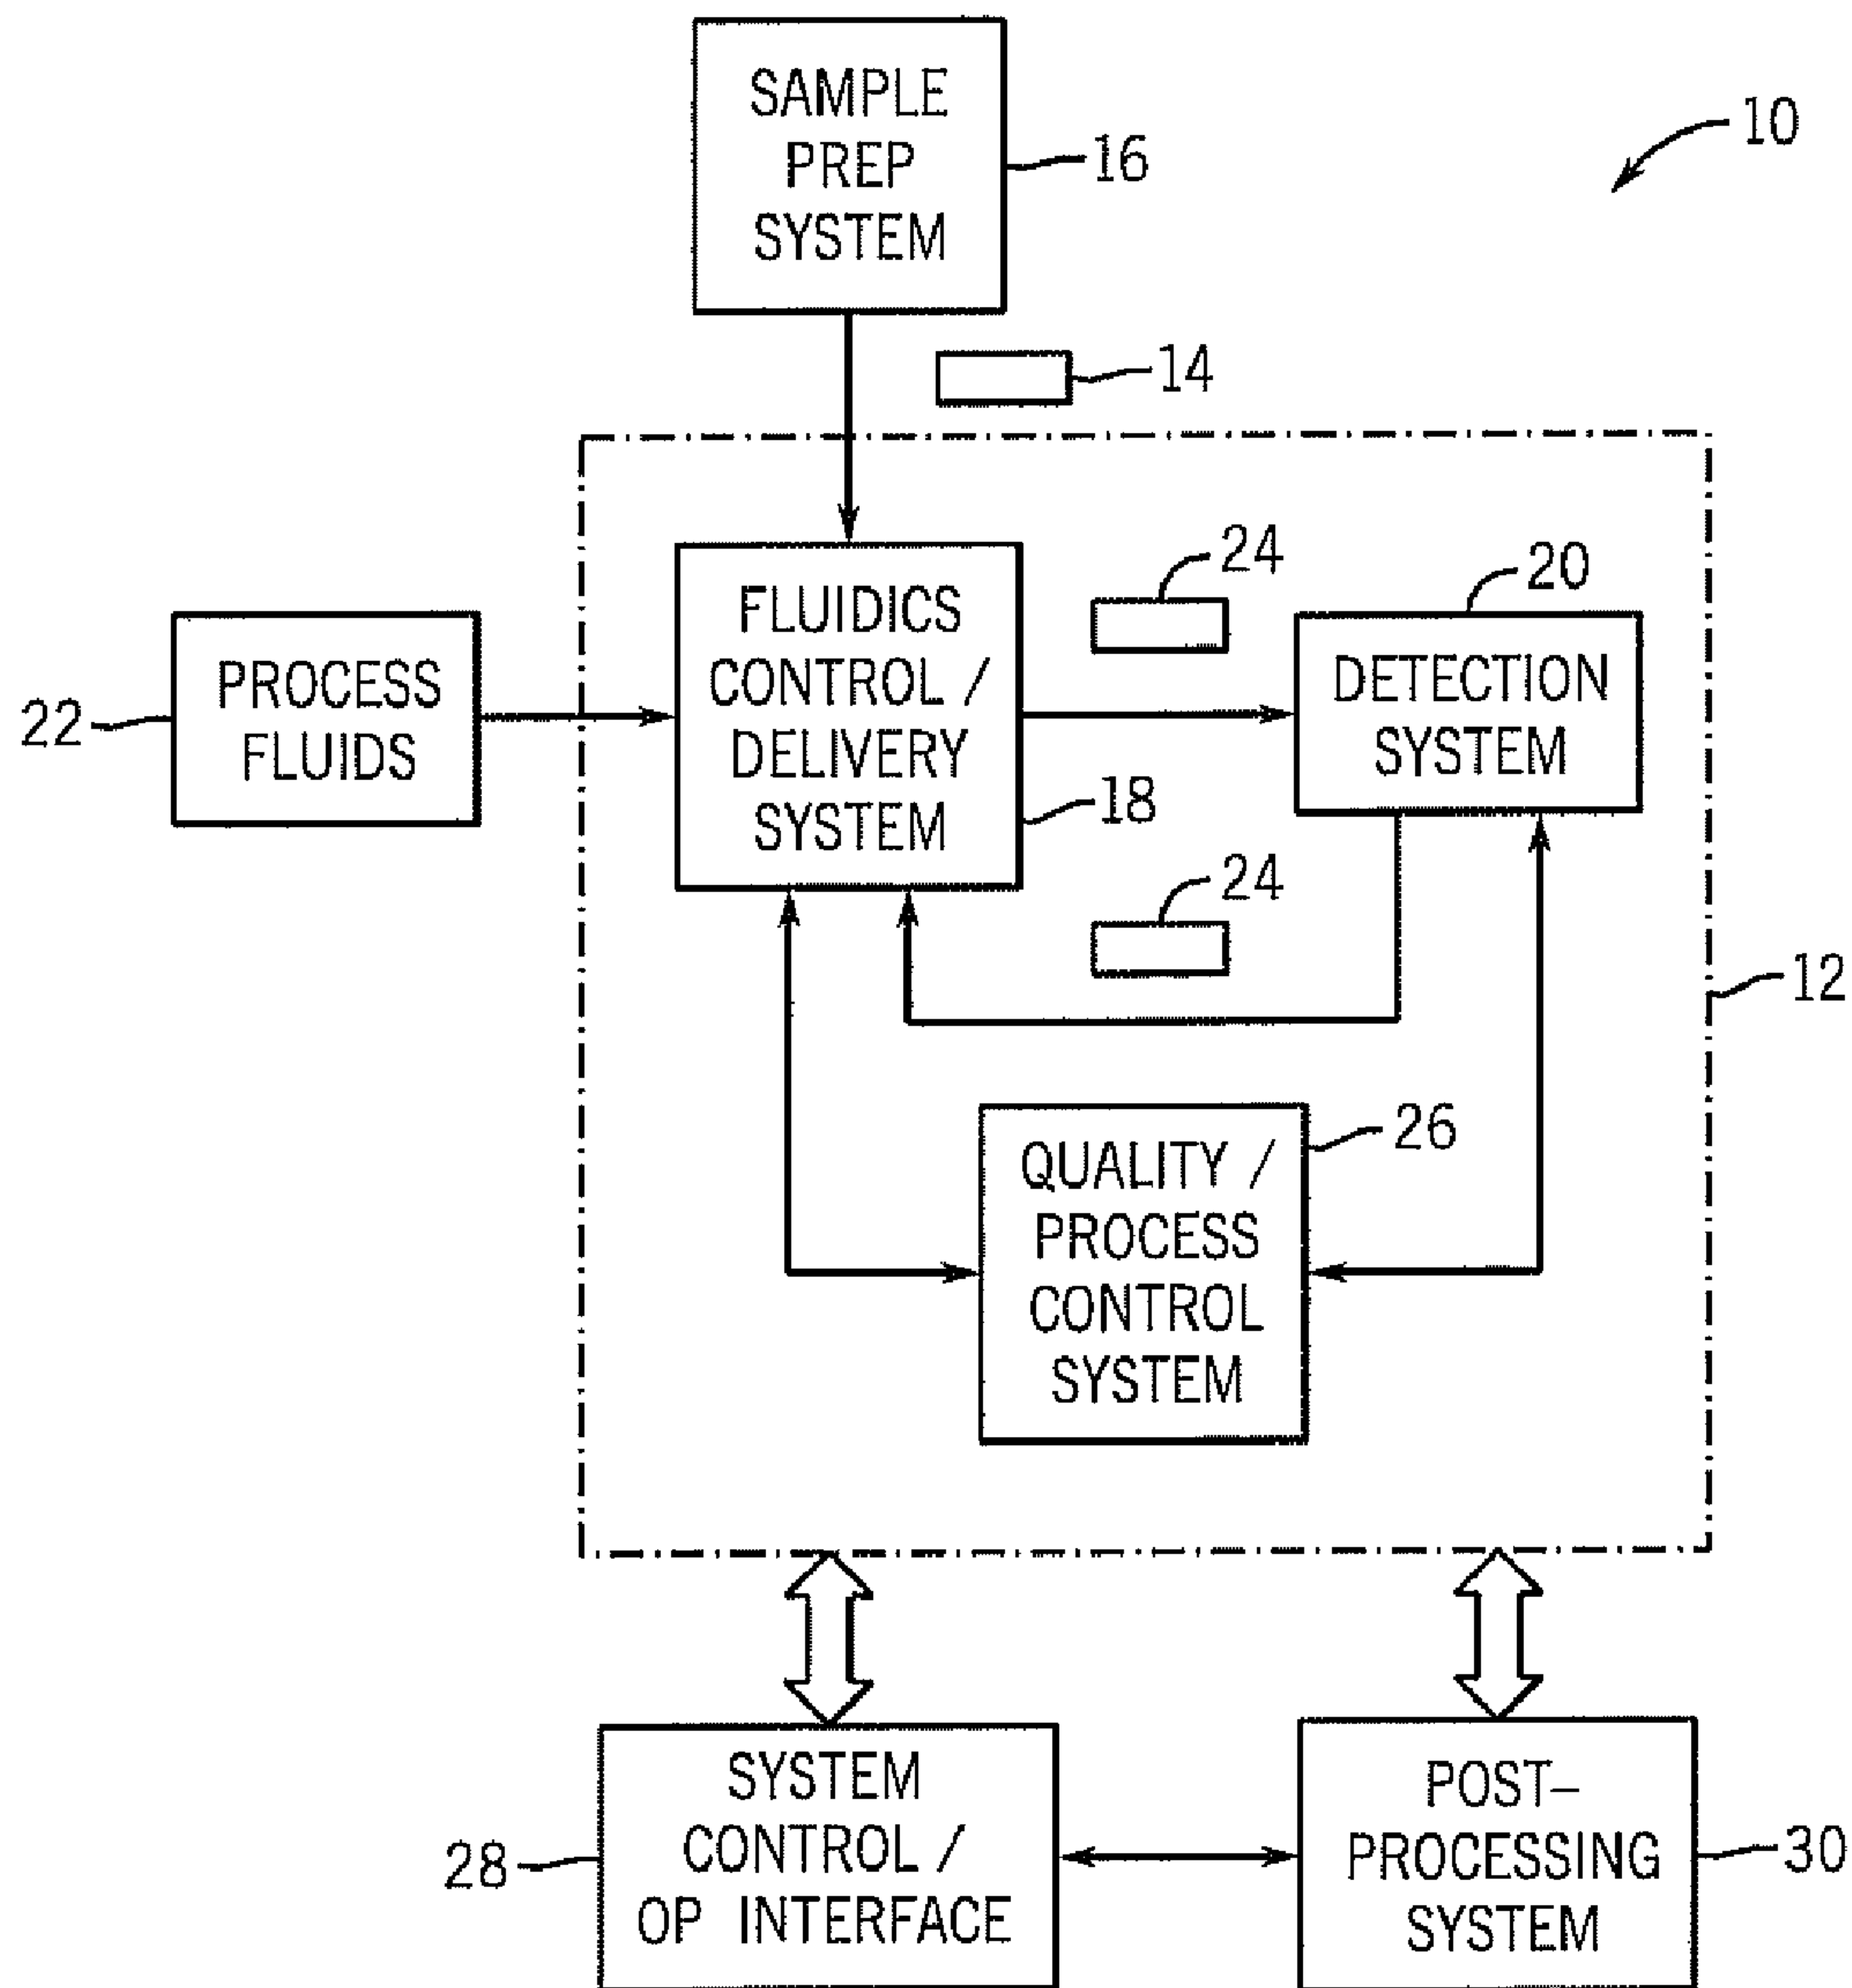 SAMPLE
PREP
SYSTEM
16
10
14
24
20
FLUIDICS
CONTROL /
DELIVERY
SYSTEM
18
DETECTION
SYSTEM
22
PROCESS
FLUIDS
24
12
26
QUALITY /
PROCESS
CONTROL
SYSTEM
28
SYSTEM
CONTROL /
OP INTERFACE
POST–
PROCESSING
SYSTEM
30